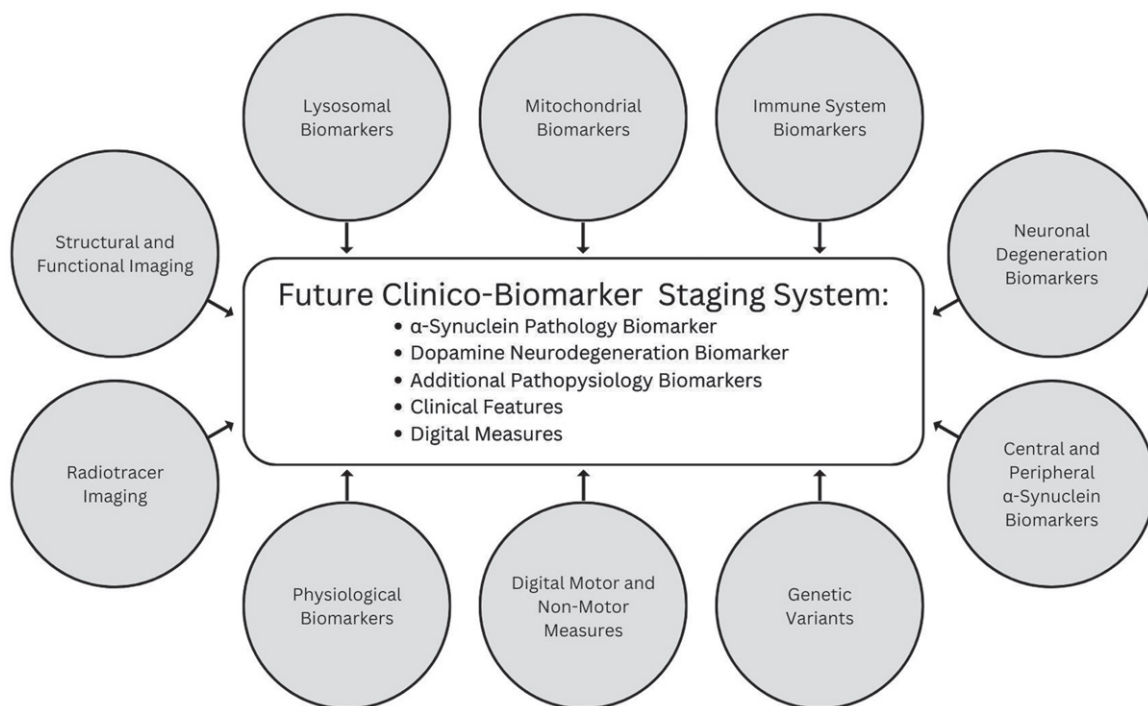 Lysosomal
Biomarkers
Mitochondrial
Biomarkers
Immune System
Biomarkers
Structural and
Functional Imaging
Neuronal
Degeneration
Biomarkers
Future Clinico-Biomarker Staging System:
• α-Synuclein Pathology Biomarker
• Dopamine Neurodegeneration Biomarker
• Additional Pathopysiology Biomarkers
• Clinical Features
• Digital Measures
Radiotracer
Imaging
Central and
Peripheral
α-Synuclein
Biomarkers
Physiological
Biomarkers
Digital Motor and
Non-Motor
Measures
Genetic
Variants